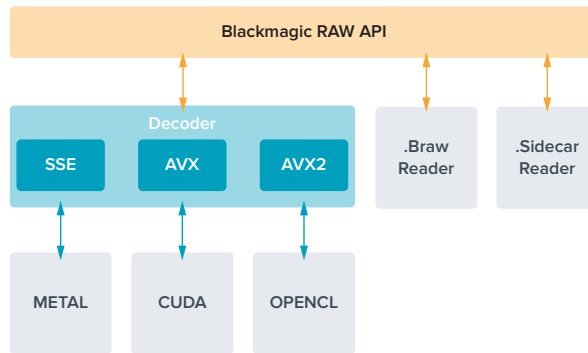 Blackmagic RAW API
Decoder
SSE
AVX
AVX2
.Braw
Reader
.Sidecar
Reader
METAL
CUDA
OPENCL